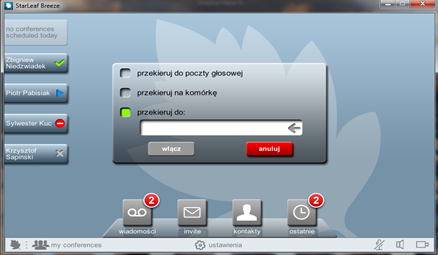 StarLeaf Breeze
no conferences
scheduled today
Zbigniew
Niedzwiadek
Piotr Pabisiak
Sylwester Kuc
Krzysztof
Sapinski
przekieruj do poczty głosowej
przekieruj na komórkę
przekieruj do:
włącz
anuluj
2
2
wiadomości
invite
kontakty
ostatnie
my conferences
ustawienia